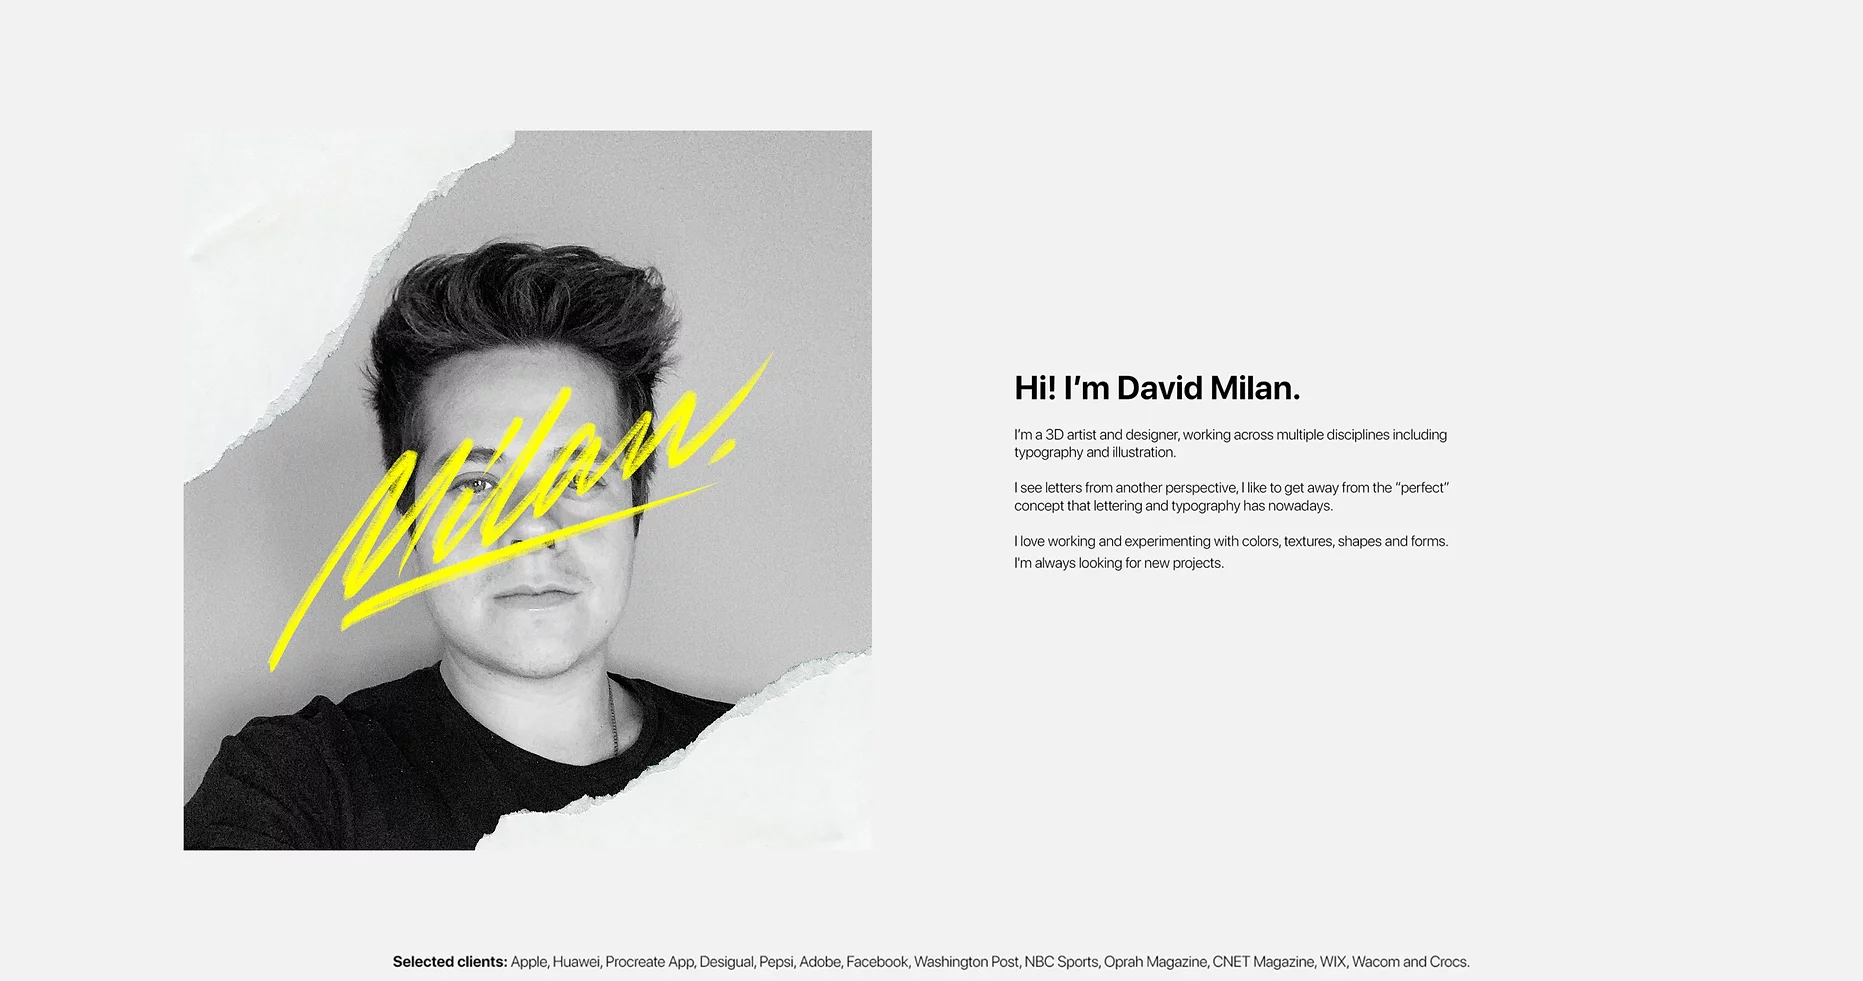 Milan.
Hi! I’m David Milan.
I’m a 3D artist and designer, working across multiple disciplines including
typography and illustration.
I see letters from another perspective, I like to get away from the “perfect”
concept that lettering and typography has nowadays.
I love working and experimenting with colors, textures, shapes and forms.
I'm always looking for new projects.
Selected clients: Apple, Huawei, Procreate App, Desigual, Pepsi, Adobe, Facebook, Washington Post, NBC Sports, Oprah Magazine, CNET Magazine, WIX, Wacom and Crocs.